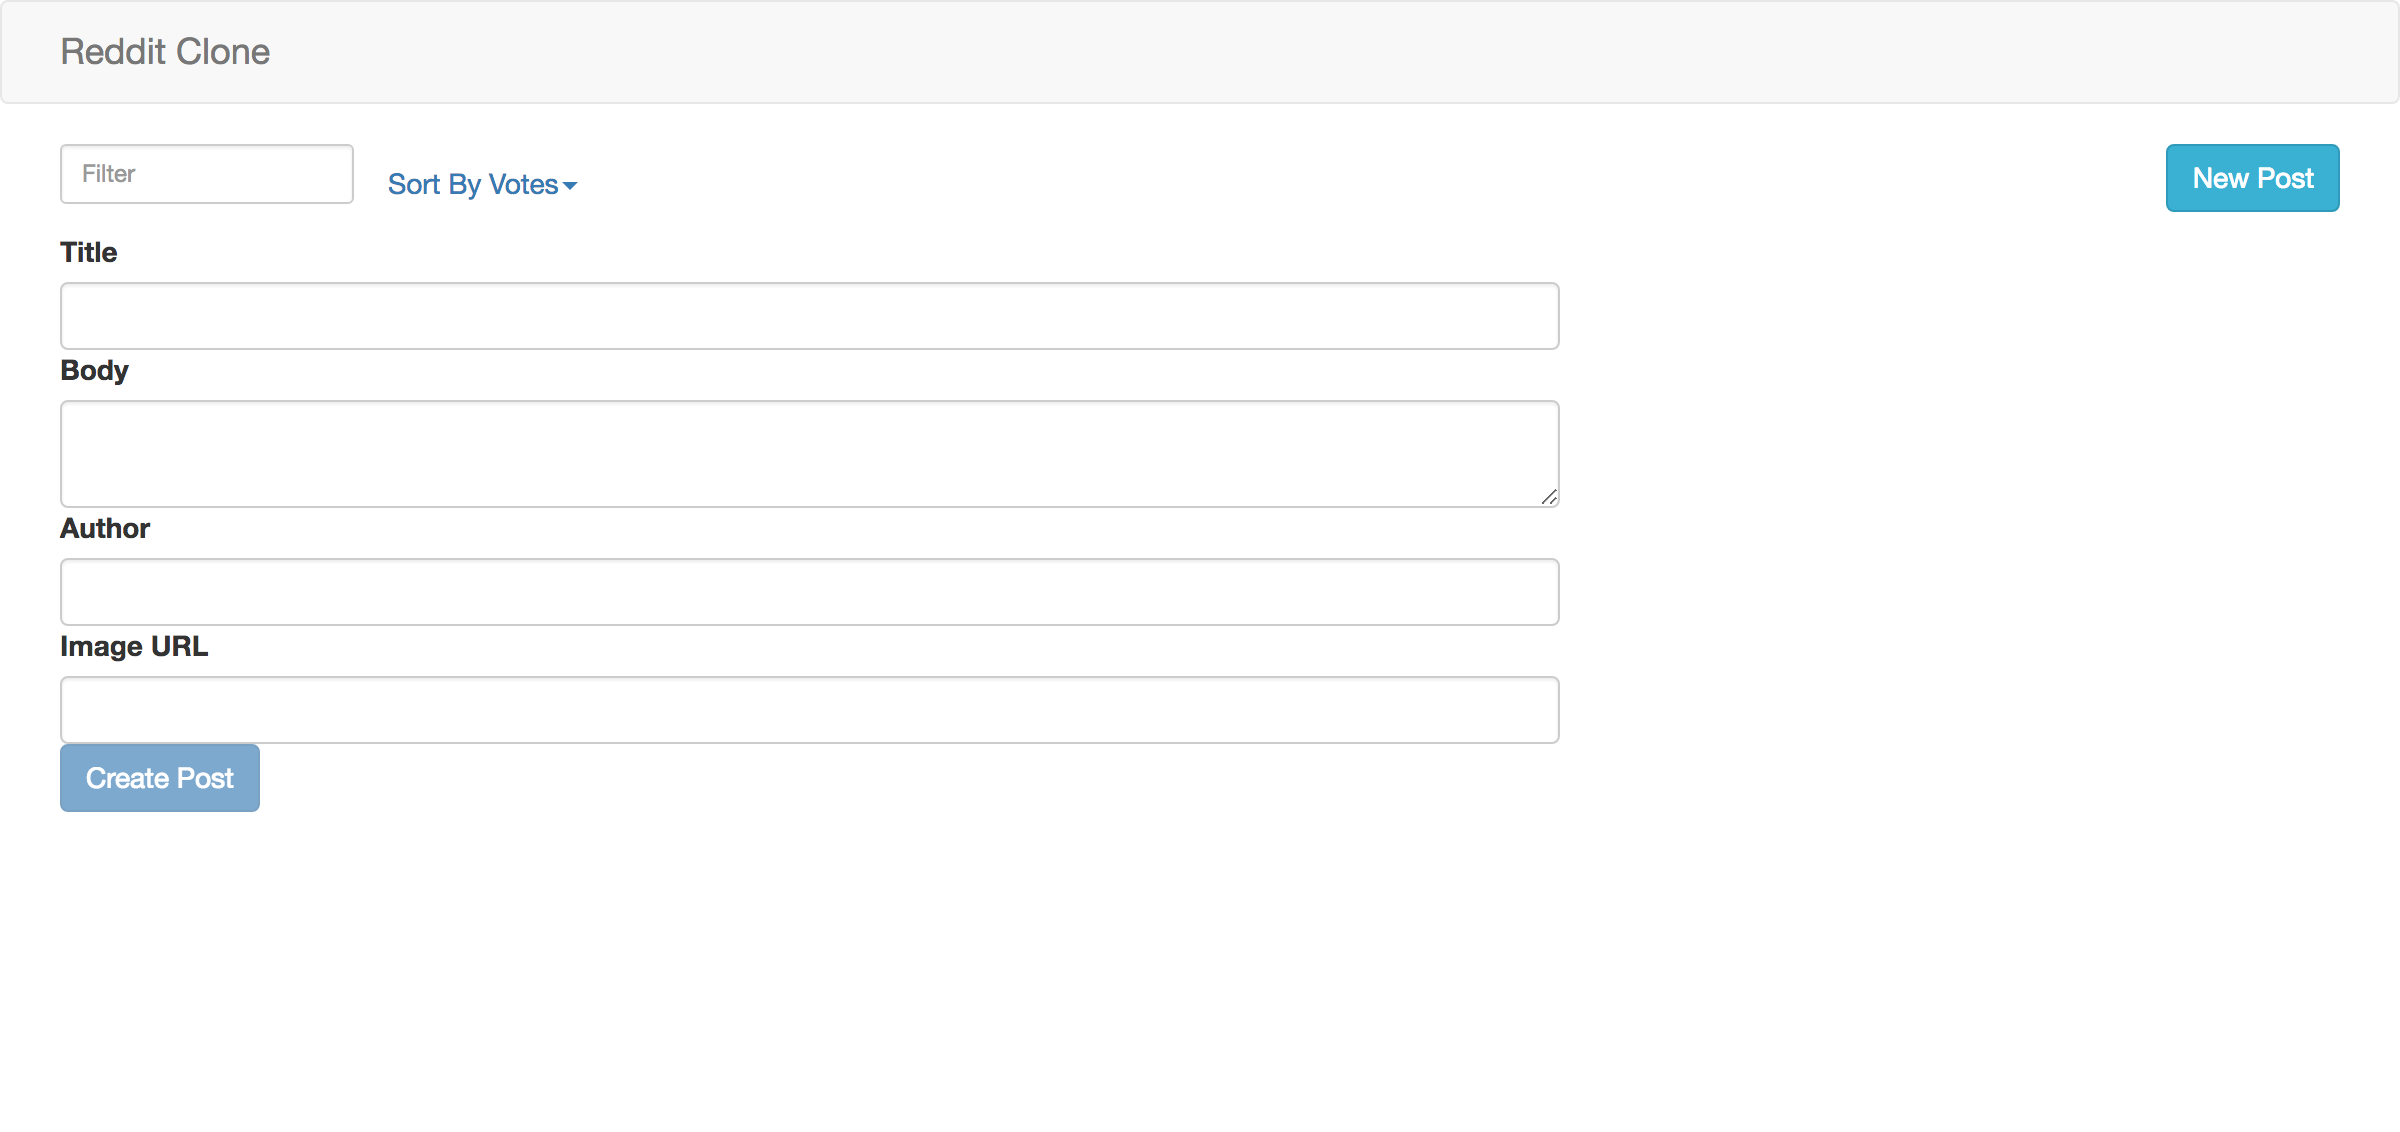 Reddit Clone
Filter
Sort By Votes
New Post
Title
Body
Author
Image URL
Create Post